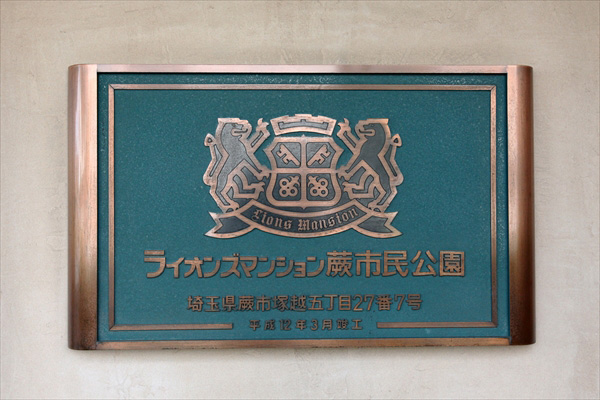 Lions Mansion
ライオンズマンション蕨市民公園
埼玉県蕨市塚越五丁目27番7号
平成12年3月竣工